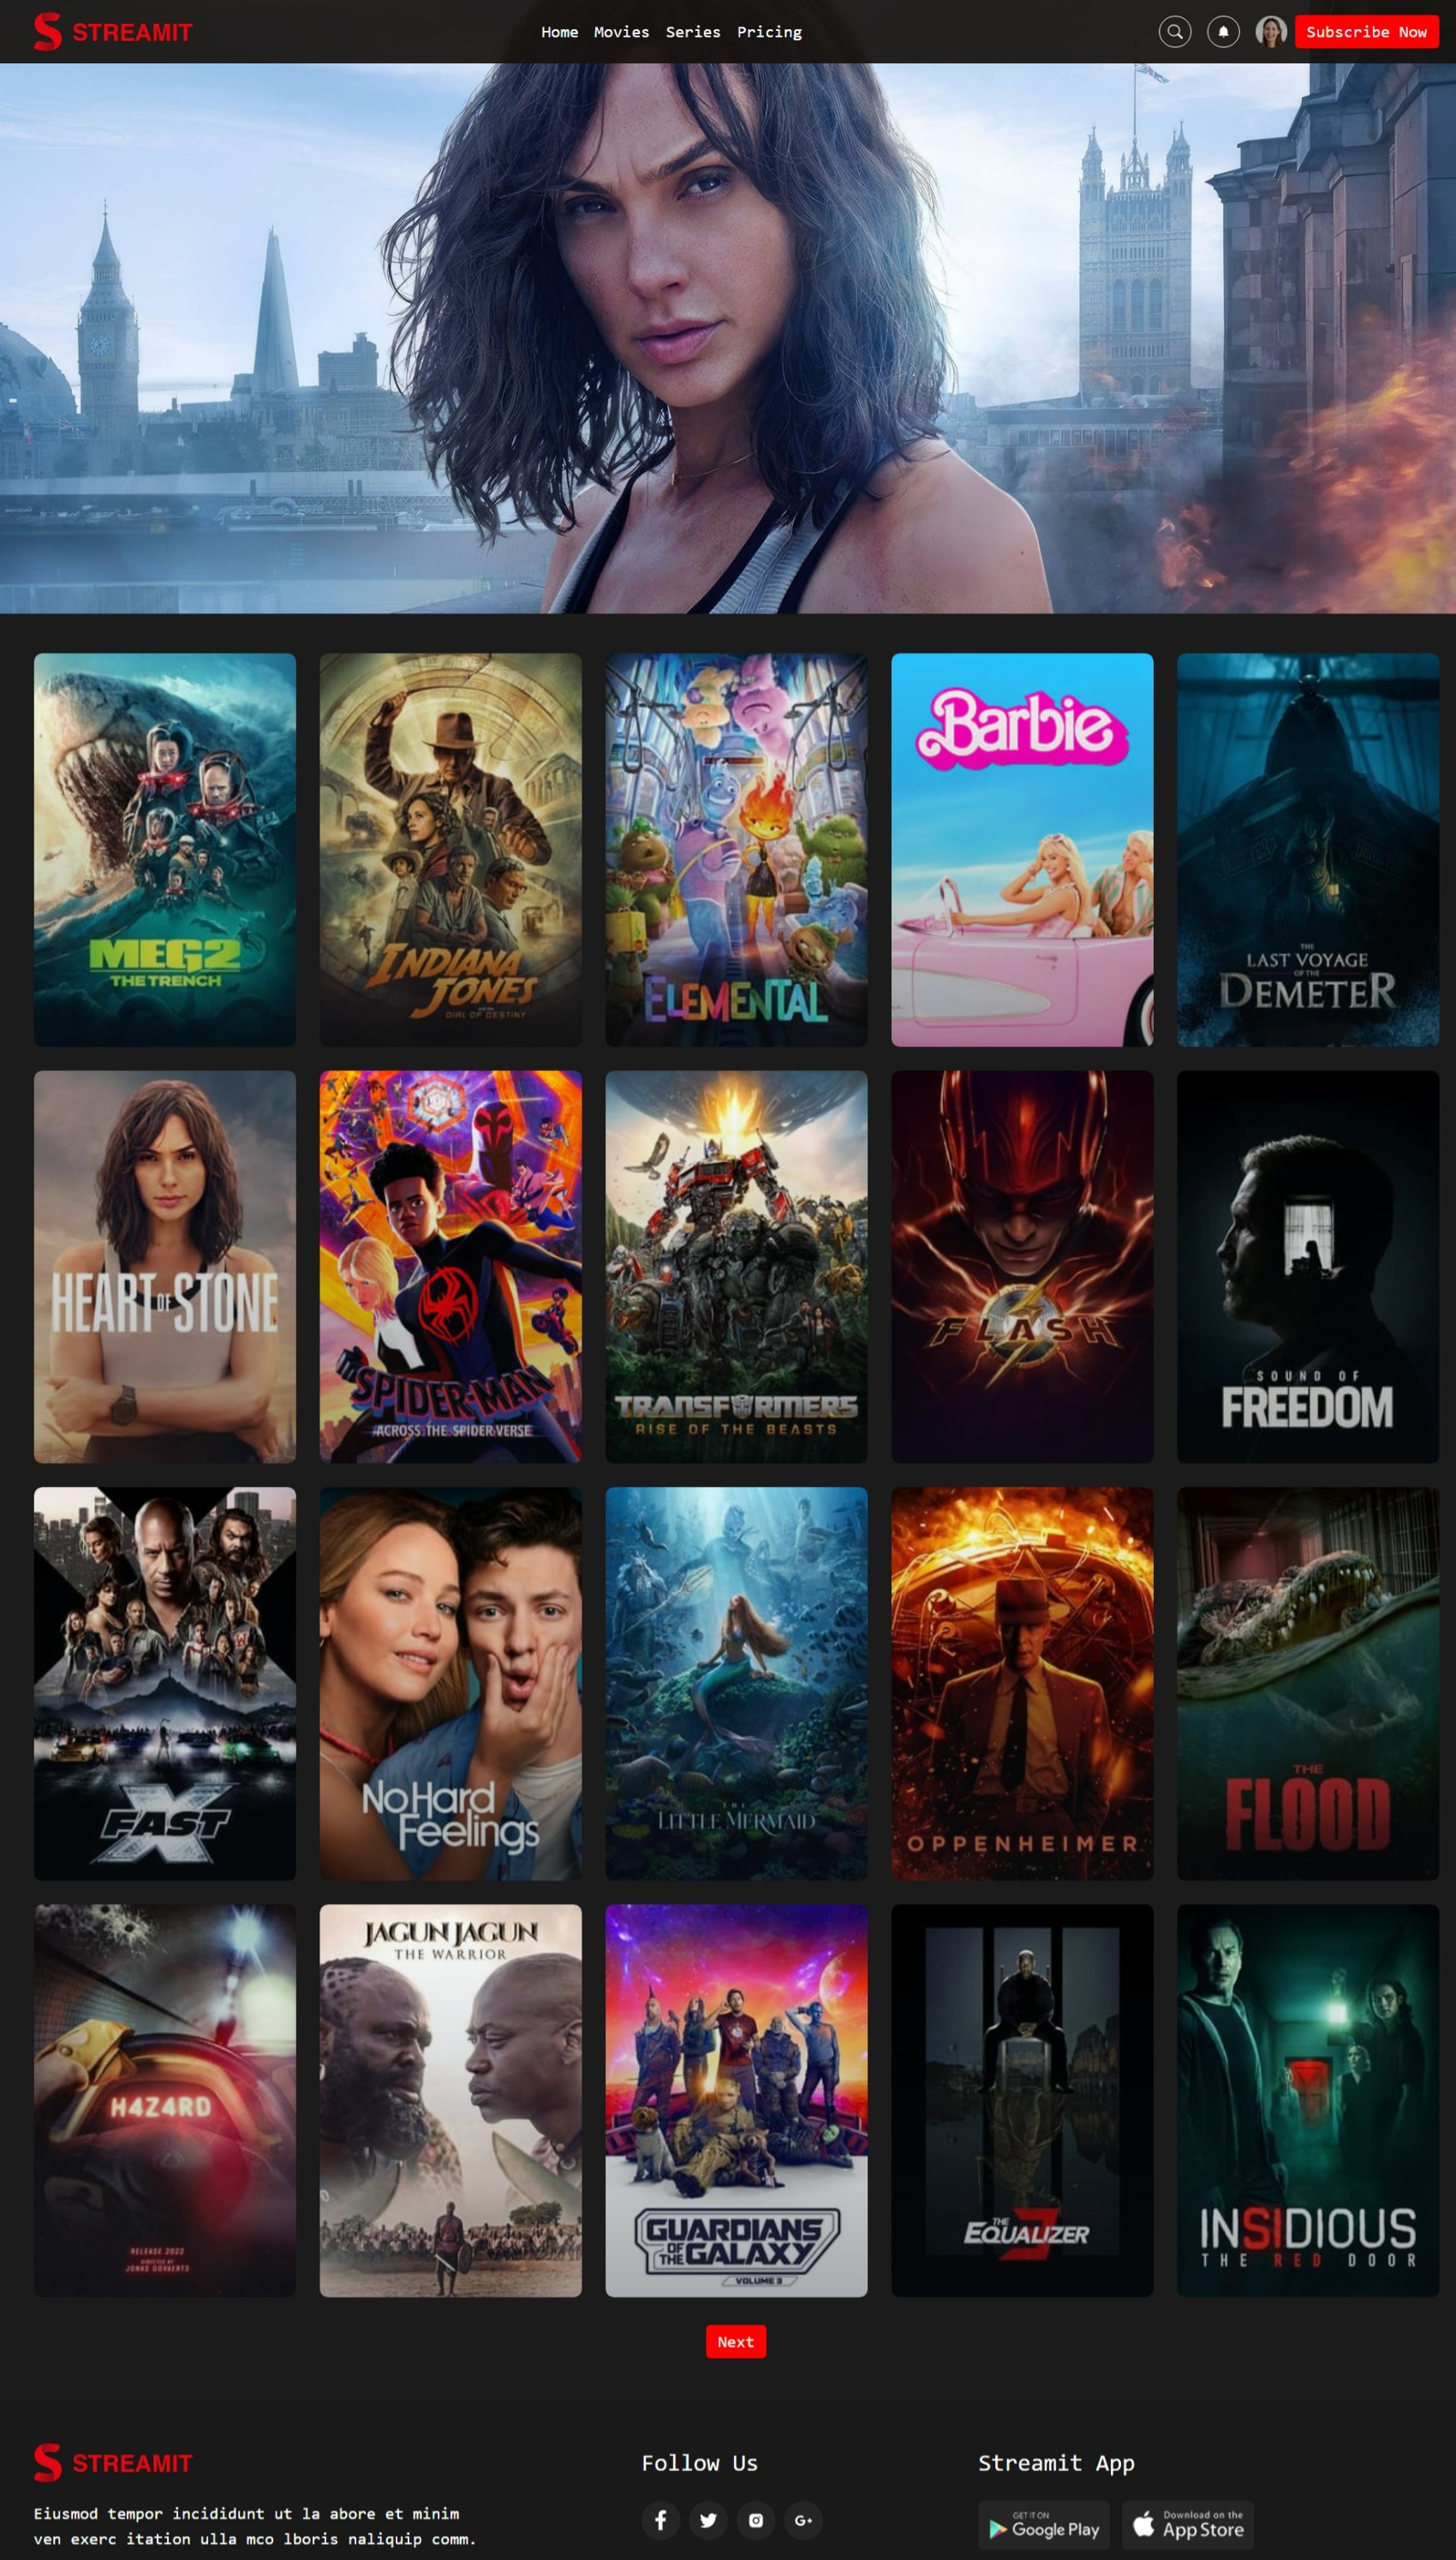 STREAMIT
Home Movies Series Pricing
Subscribe Now
MEG2
THE TRENCH
INDIANA
JONES
AND THE
DIAL OF DESTINY
ELEMENTAL
Barbie
THE
LAST VOYAGE
OF THE
DEMETER
HEART OF STONE
SPIDER-MAN
ACROSS THE SPIDER-VERSE
TRANSFORMERS
RISE OF THE BEASTS
FLASH
SOUND OF
FREEDOM
FAST X
No Hard
Feelings
THE
LITTLE MERMAID
OPPENHEIMER
THE
FLOOD
H4Z4RD
RELEASE 2022
DIRECTED BY
JONAS GOVAERTS
JAGUN JAGUN
THE WARRIOR
GUARDIANS
OF THE GALAXY
VOLUME 3
THE
EQUALIZER
3
INSIDIOUS
THE RED DOOR
Next
STREAMIT
Eiusmod tempor incididunt ut la abore et minim
ven exerc itation ulla mco lboris naliquip comm.
Follow Us
G+
Streamit App
GET IT ON
Google Play
Download on the
App Store